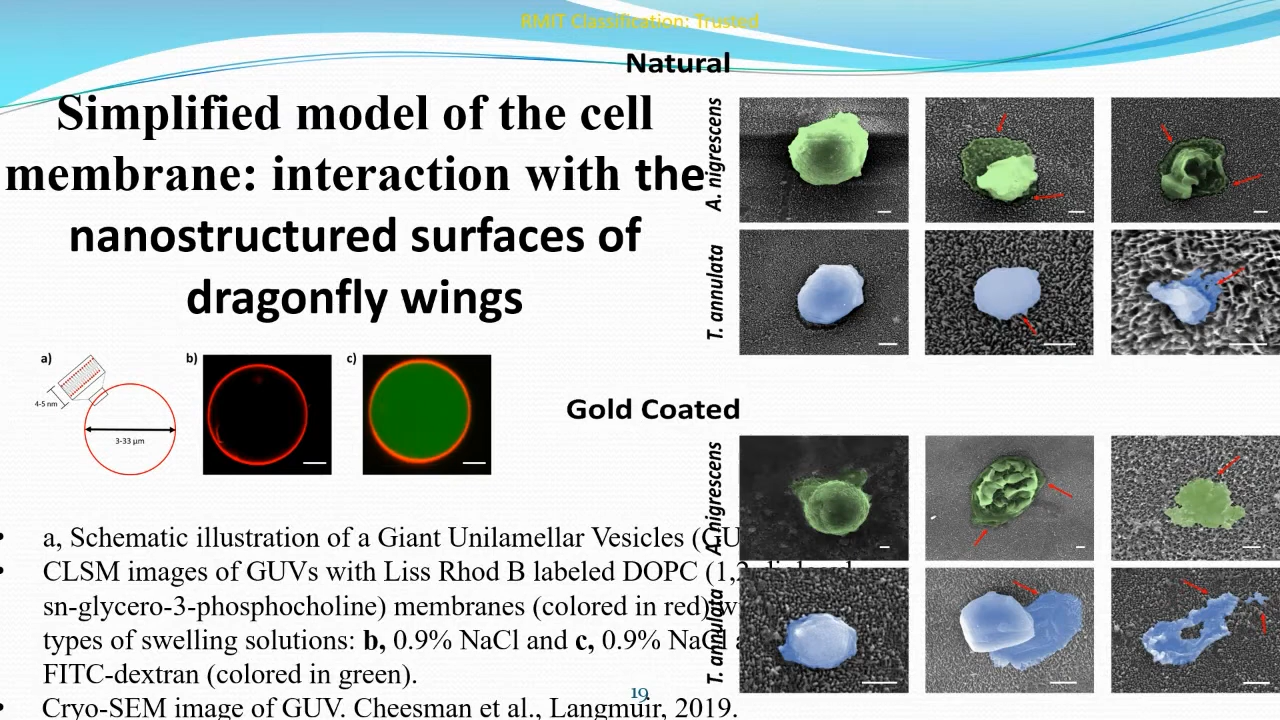 RMIT Classification: Trusted
Simplified model of the cell
membrane: interaction with the
nanostructured surfaces of
dragonfly wings
Natural
A. nigrescens
T. annulata
a)
4-5 nm
3-33 µm
b)
c)
Gold Coated
A. nigrescens
T. annulata
• a, Schematic illustration of a Giant Unilamellar Vesicles
• CLSM images of GUVs with Liss Rhod B labeled DOPC
sn-glycero-3-phosphocholine) membranes (colored in red)
types of swelling solutions: b, 0.9% NaCl and c, 0.9% NaCl
FITC-dextran (colored in green).
• Cryo-SEM image of GUV. Cheesman et al., Langmuir, 2019.
19